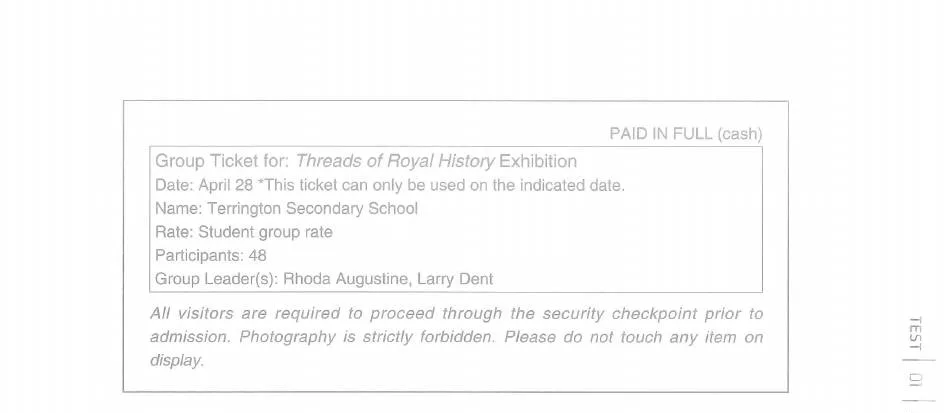 PAID IN FULL (cash)
Group Ticket for: Threads of Royal History Exhibition
Date: April 28 *This ticket can only be used on the indicated date.
Name: Terrington Secondary School
Rate: Student group rate
Participants: 48
Group Leader(s): Rhoda Augustine, Larry Dent
All visitors are required to proceed through the security checkpoint prior to
admission. Photography is strictly forbidden. Please do not touch any item on
display.
TEST 01